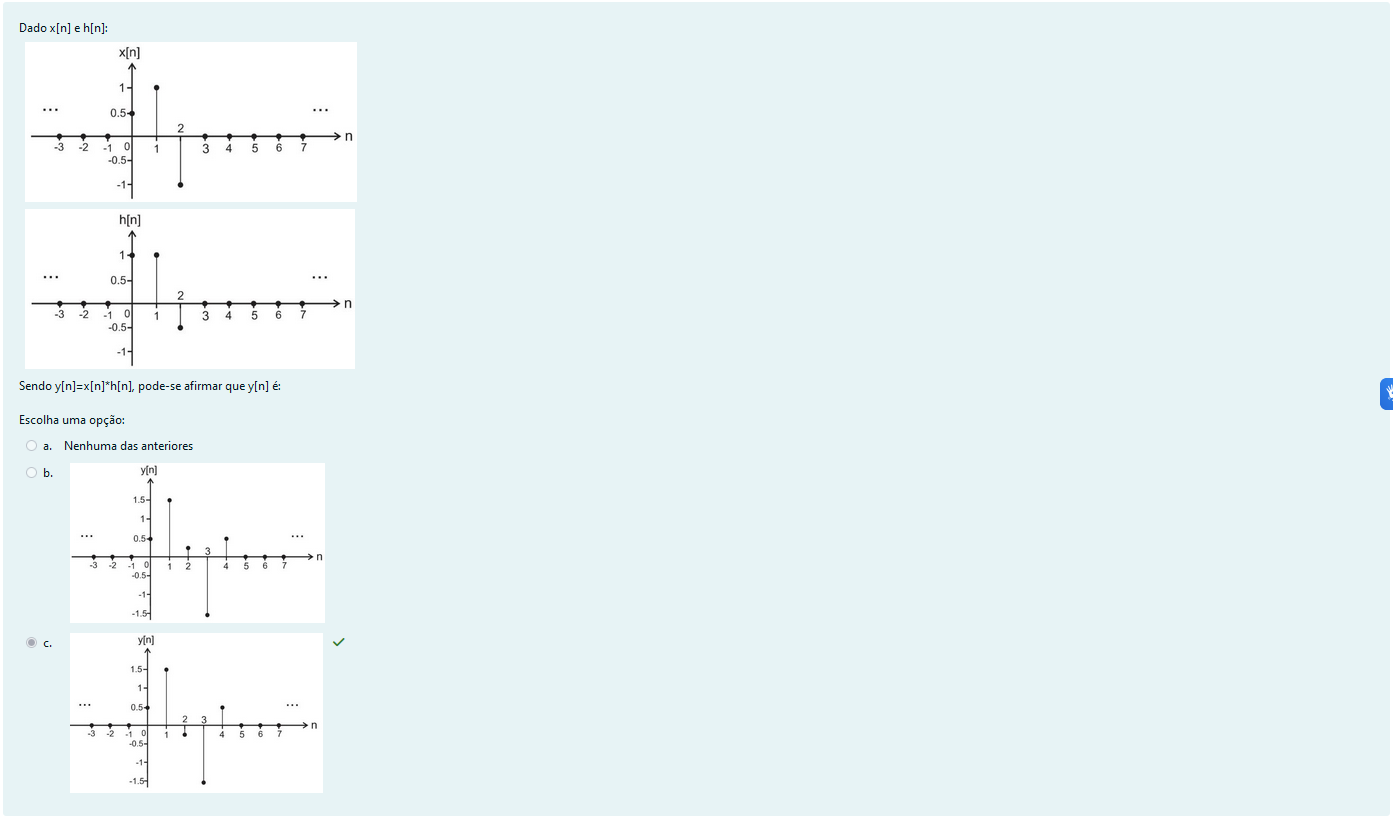 Dado x[n] e h[n]:
x[n]
1
... 0.5 ...
2
n
-3 -2 -1 0 1 3 4 5 6 7
-0.5
-1
h[n]
1
... 0.5 ...
2
n
-3 -2 -1 0 1 3 4 5 6 7
-0.5
-1
Sendo y[n]=x[n]*h[n], pode-se afirmar que y[n] é:
Escolha uma opção:
a. Nenhuma das anteriores
b.
y[n]
1.5
1
... 0.5 ...
3
n
-3 -2 -1 0 1 2 4 5 6 7
-0.5
-1
-1.5
c.
y[n]
1.5
1
... 0.5 ...
2 3
n
-3 -2 -1 0 1 4 5 6 7
-0.5
-1
-1.5